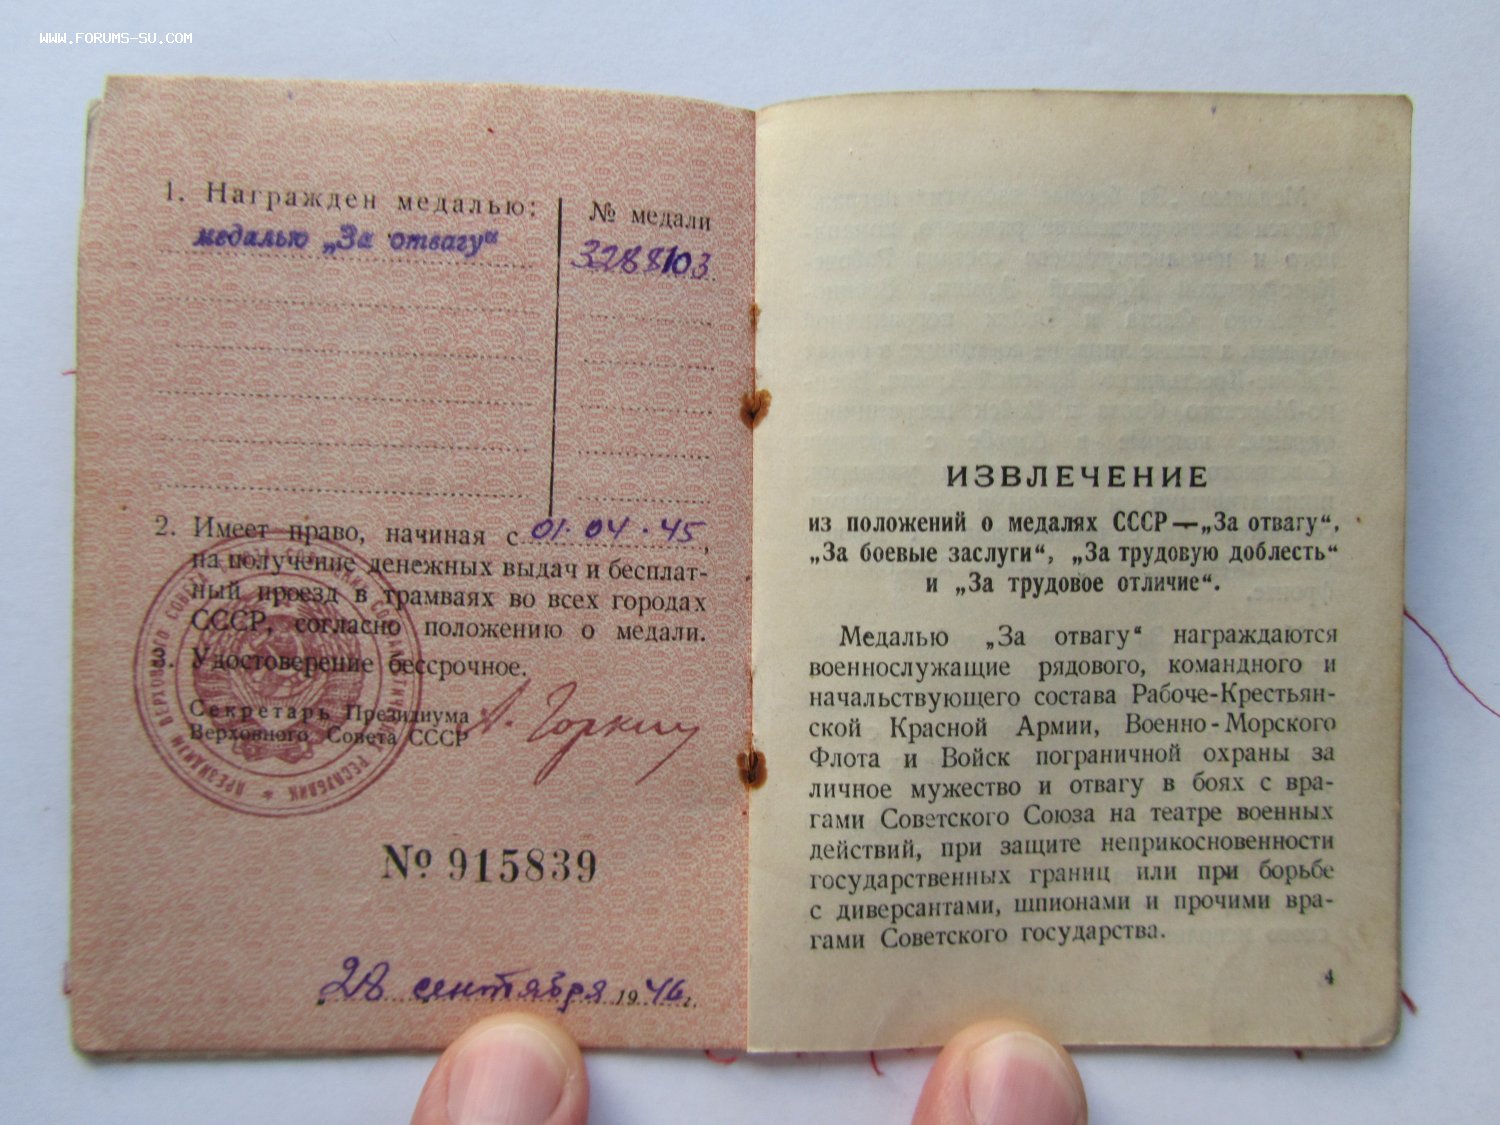 WWW.FORUMS-SU.COM
1. Награжден медалью:
№ медали
медалью „За отвагу“
3288103
2. Имеет право, начиная с 01.04.45,
на получение денежных выдач и бесплат-
ный проезд в трамваях во всех городах
СССР, согласно положению о медали.
3. Удостоверение бессрочное.
Секретарь Президиума
Верховного Совета СССР
А. Горкин
№ 915839
28 сентября 1946 г.
ИЗВЛЕЧЕНИЕ
из положений о медалях СССР—„За отвагу“,
„За боевые заслуги“, „За трудовую доблесть“
и „За трудовое отличие“.
Медалью „За отвагу“ награждаются
военнослужащие рядового, командного и
начальствующего состава Рабоче-Крестьян-
ской Красной Армии, Военно-Морского
Флота и Войск пограничной охраны за
личное мужество и отвагу в боях с вра-
гами Советского Союза на театре военных
действий, при защите неприкосновенности
государственных границ или при борьбе
с диверсантами, шпионами и прочими вра-
гами Советского государства.
4